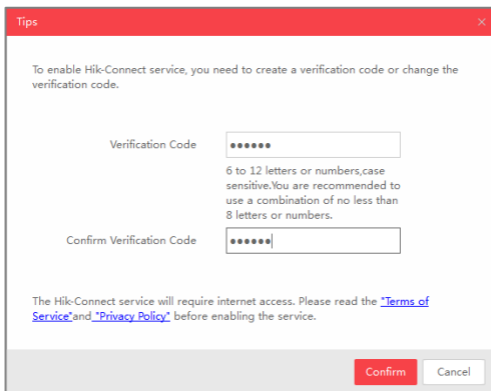 Tips
To enable Hik-Connect service, you need to create a verification code or change the
verification code.
Verification Code
●●●●●●
6 to 12 letters or numbers,case
sensitive.You are recommended to
use a combination of no less than
8 letters or numbers.
Confirm Verification Code
●●●●●●
The Hik-Connect service will require internet access. Please read the "Terms of
Service"and "Privacy Policy" before enabling the service.
Confirm
Cancel